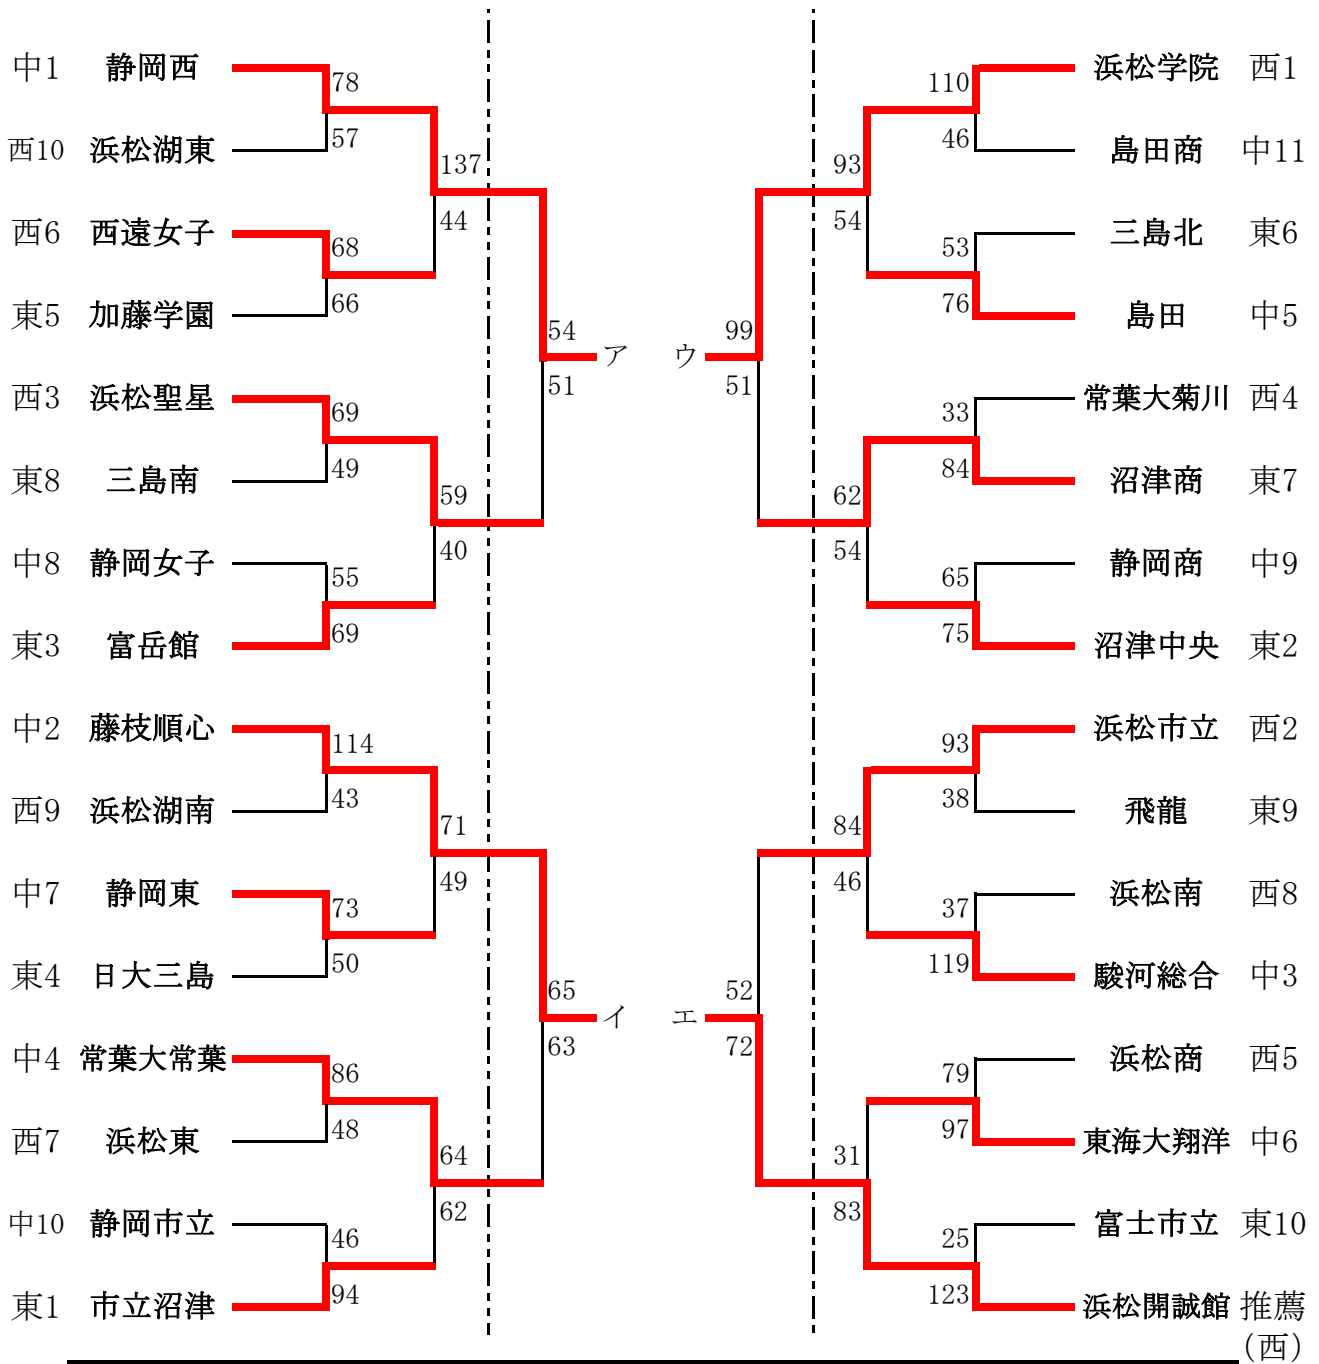 中1 静岡西 78 110 浜松学院 西1
西10 浜松湖東 57 46 島田商 中11
137 93
西6 西遠女子 68 44 54 53 三島北 東6
東5 加藤学園 66 76 島田 中5
54 ア ウ 99
西3 浜松聖星 69 51 51 33 常葉大菊川 西4
東8 三島南 49 84 沼津商 東7
59 62
中8 静岡女子 55 40 54 65 静岡商 中9
東3 富岳館 69 75 沼津中央 東2
中2 藤枝順心 114 93 浜松市立 西2
西9 浜松湖南 43 38 飛龍 東9
71 84
中7 静岡東 73 49 46 37 浜松南 西8
東4 日大三島 50 119 駿河総合 中3
65 イ エ 52
中4 常葉大常葉 86 63 72 79 浜松商 西5
西7 浜松東 48 97 東海大翔洋 中6
64 31
中10 静岡市立 46 62 83 25 富士市立 東10
東1 市立沼津 94 123 浜松開誠館 推薦
(西)